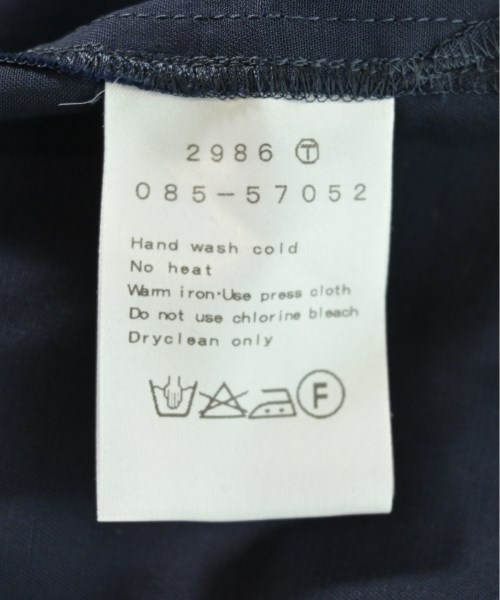 2986 Ⓣ
085-57052
Hand wash cold
No heat
Warm iron·Use press cloth
Do not use chlorine bleach
Dryclean only
F